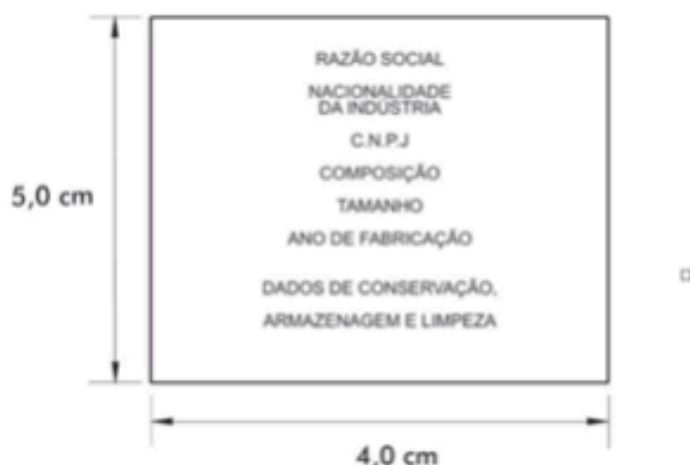 RAZÃO SOCIAL
NACIONALIDADE
DA INDÚSTRIA
C.N.P.J
COMPOSIÇÃO
5,0 cm
TAMANHO
ANO DE FABRICAÇÃO
DADOS DE CONSERVAÇÃO,
ARMAZENAGEM E LIMPEZA
4,0 cm